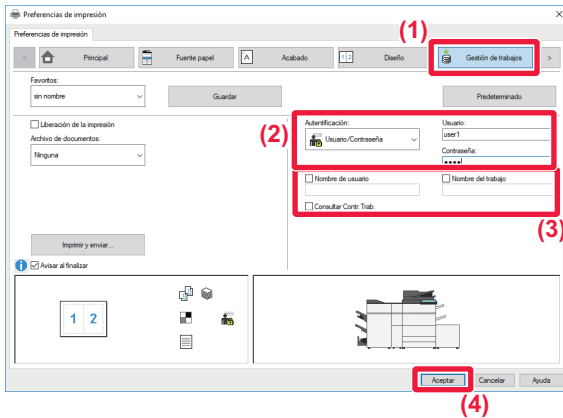 Preferencias de impresión
Preferencias de impresión
(1)
Principal
Fuente papel
A
Acabado
1 2
Diseño
Gestión de trabajos
Favoritos:
sin nombre
Guardar
Predeterminado
Liberación de la impresión
Archivo de documentos:
Ninguna
(2)
Autentificación:
Usuario/Contraseña
Usuario:
user1
Contraseña:
Nombre de usuario
Nombre del trabajo
Consultar Contr.Trab.
(3)
Imprimir y enviar...
Avisar al finalizar
1 2
Aceptar
Cancelar
Ayuda
(4)